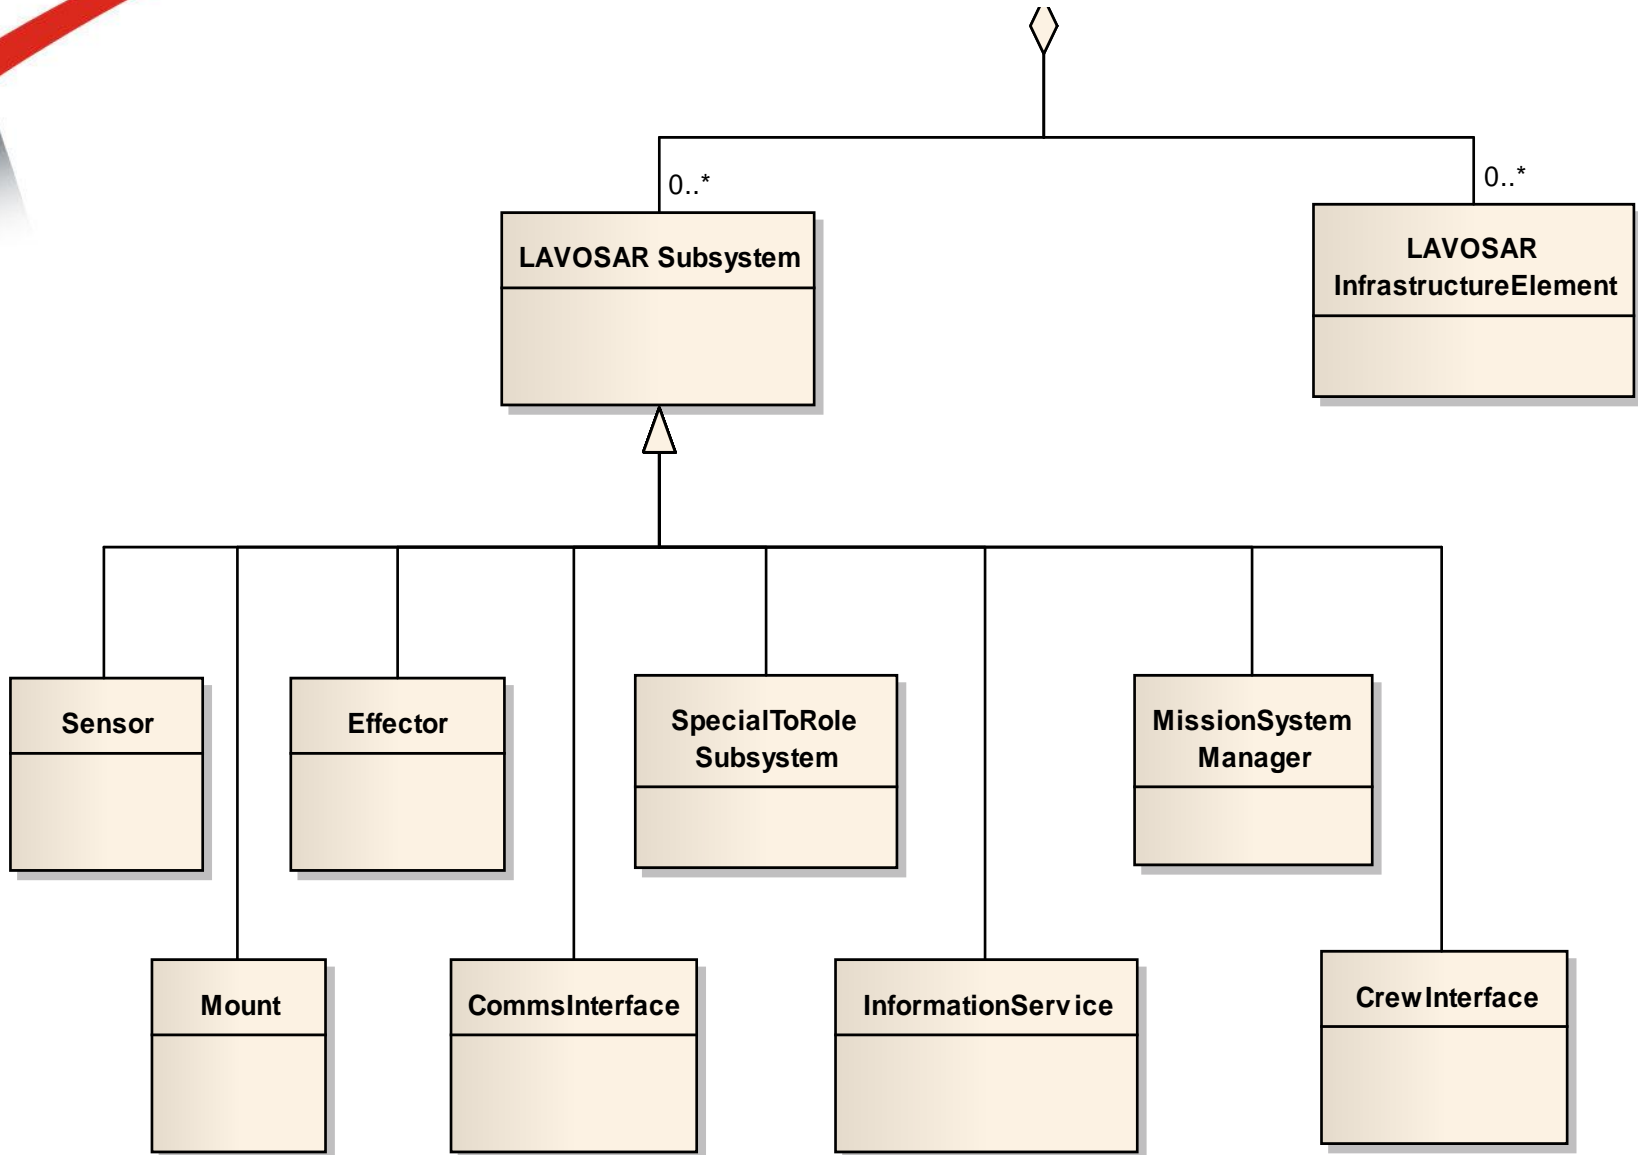 0..*
0..*
LAVOSAR Subsystem
LAVOSAR
InfrastructureElement
Sensor
Effector
SpecialToRole
Subsystem
MissionSystem
Manager
Mount
CommsInterface
InformationService
CrewInterface